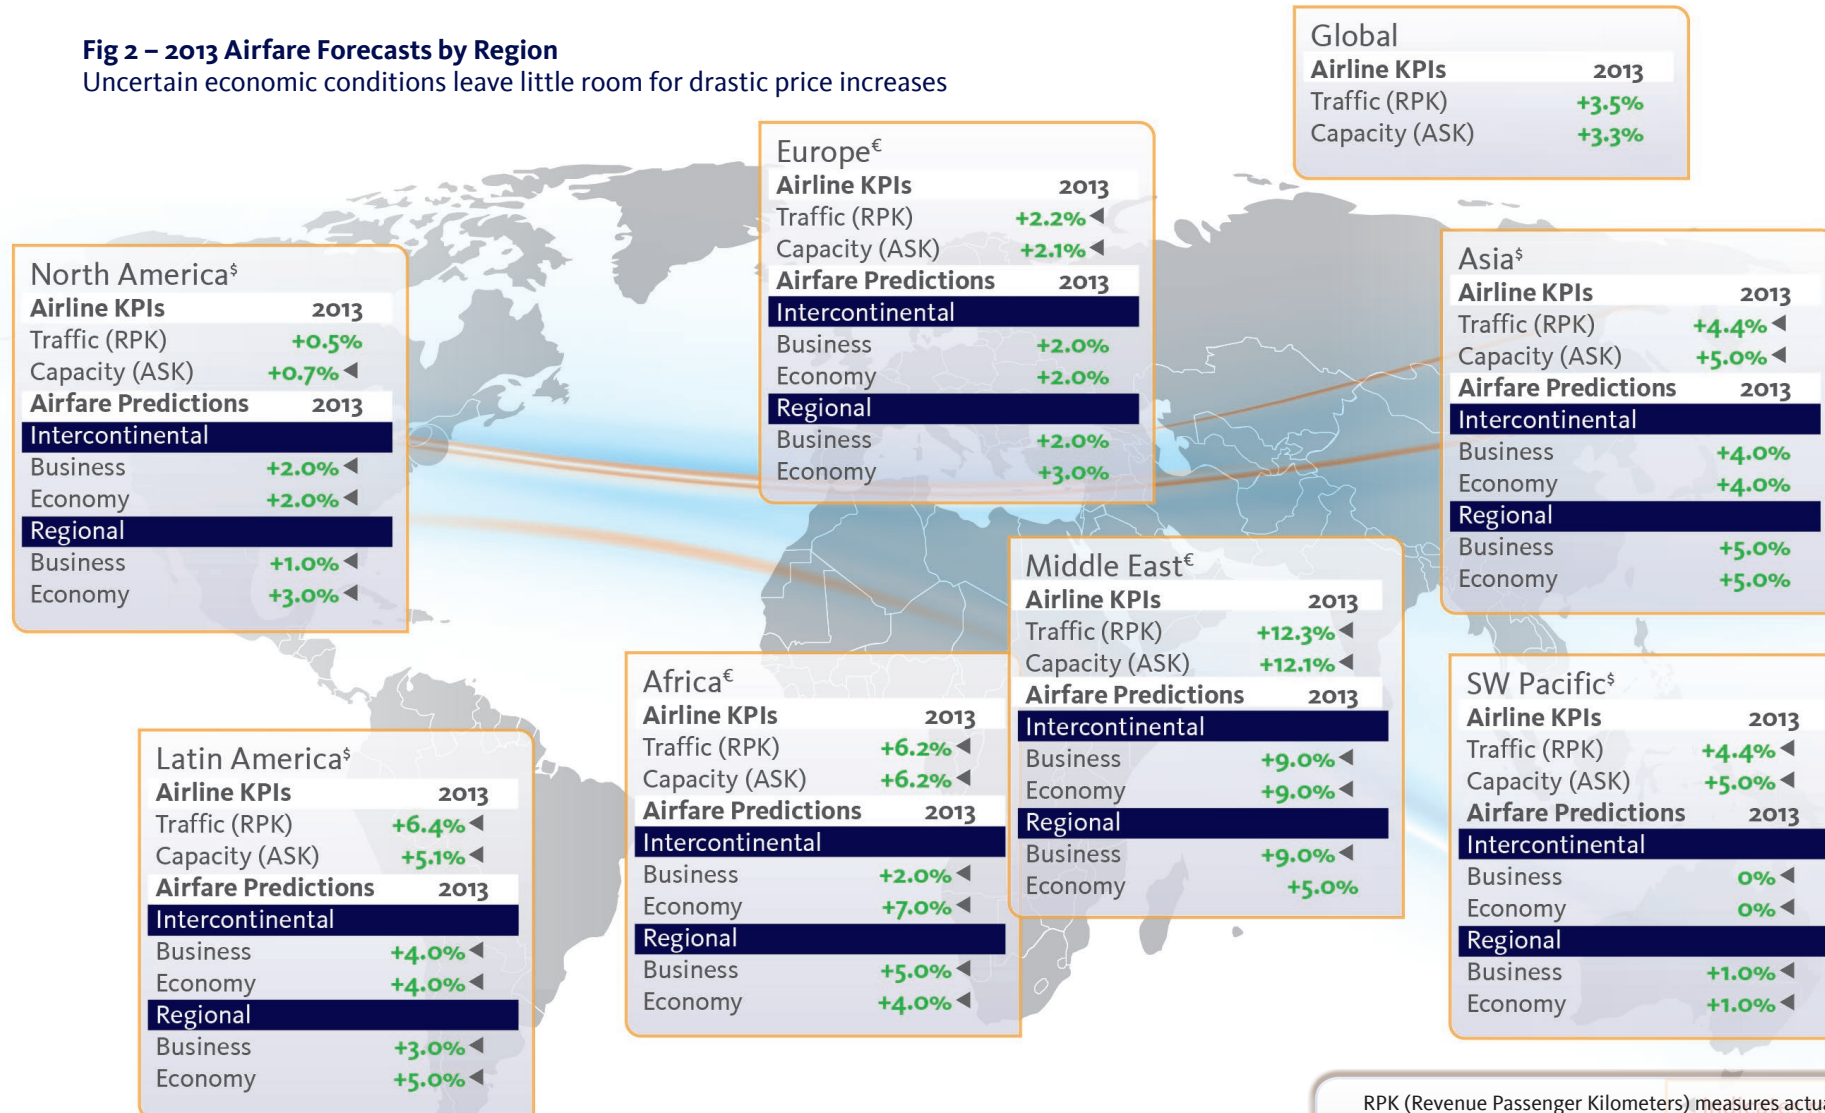 Fig 2 – 2013 Airfare Forecasts by Region
Uncertain economic conditions leave little room for drastic price increases
Global
Airline KPIs 2013
Traffic (RPK) +3.5%
Capacity (ASK) +3.3%
Europe€
Airline KPIs 2013
Traffic (RPK) +2.2% ◀
Capacity (ASK) +2.1% ◀
Airfare Predictions 2013
Intercontinental
Business +2.0%
Economy +2.0%
Regional
Business +2.0%
Economy +3.0%
North America$
Airline KPIs 2013
Traffic (RPK) +0.5%
Capacity (ASK) +0.7% ◀
Airfare Predictions 2013
Intercontinental
Business +2.0% ◀
Economy +2.0% ◀
Regional
Business +1.0% ◀
Economy +3.0% ◀
Asia$
Airline KPIs 2013
Traffic (RPK) +4.4% ◀
Capacity (ASK) +5.0% ◀
Airfare Predictions 2013
Intercontinental
Business +4.0%
Economy +4.0%
Regional
Business +5.0%
Economy +5.0%
Middle East€
Airline KPIs 2013
Traffic (RPK) +12.3% ◀
Capacity (ASK) +12.1% ◀
Airfare Predictions 2013
Intercontinental
Business +9.0% ◀
Economy +9.0% ◀
Regional
Business +9.0% ◀
Economy +5.0%
Africa€
Airline KPIs 2013
Traffic (RPK) +6.2% ◀
Capacity (ASK) +6.2% ◀
Airfare Predictions 2013
Intercontinental
Business +2.0% ◀
Economy +7.0% ◀
Regional
Business +5.0% ◀
Economy +4.0% ◀
SW Pacific$
Airline KPIs 2013
Traffic (RPK) +4.4% ◀
Capacity (ASK) +5.0% ◀
Airfare Predictions 2013
Intercontinental
Business 0% ◀
Economy 0% ◀
Regional
Business +1.0% ◀
Economy +1.0% ◀
Latin America$
Airline KPIs 2013
Traffic (RPK) +6.4% ◀
Capacity (ASK) +5.1% ◀
Airfare Predictions 2013
Intercontinental
Business +4.0% ◀
Economy +4.0% ◀
Regional
Business +3.0% ◀
Economy +5.0% ◀
RPK (Revenue Passenger Kilometers) measures